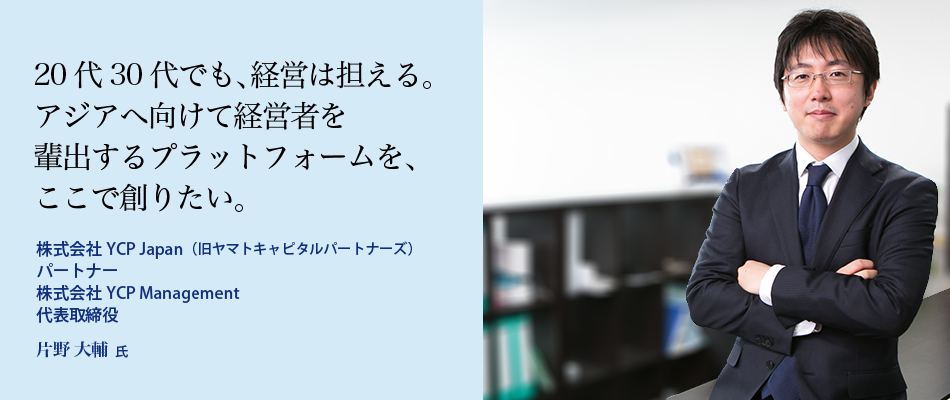 20代30代でも、経営は担える。
アジアへ向けて経営者を
輩出するプラットフォームを、
ここで創りたい。
株式会社 YCP Japan（旧ヤマトキャピタルパートナーズ）
パートナー
株式会社 YCP Management
代表取締役
片野 大輔 氏